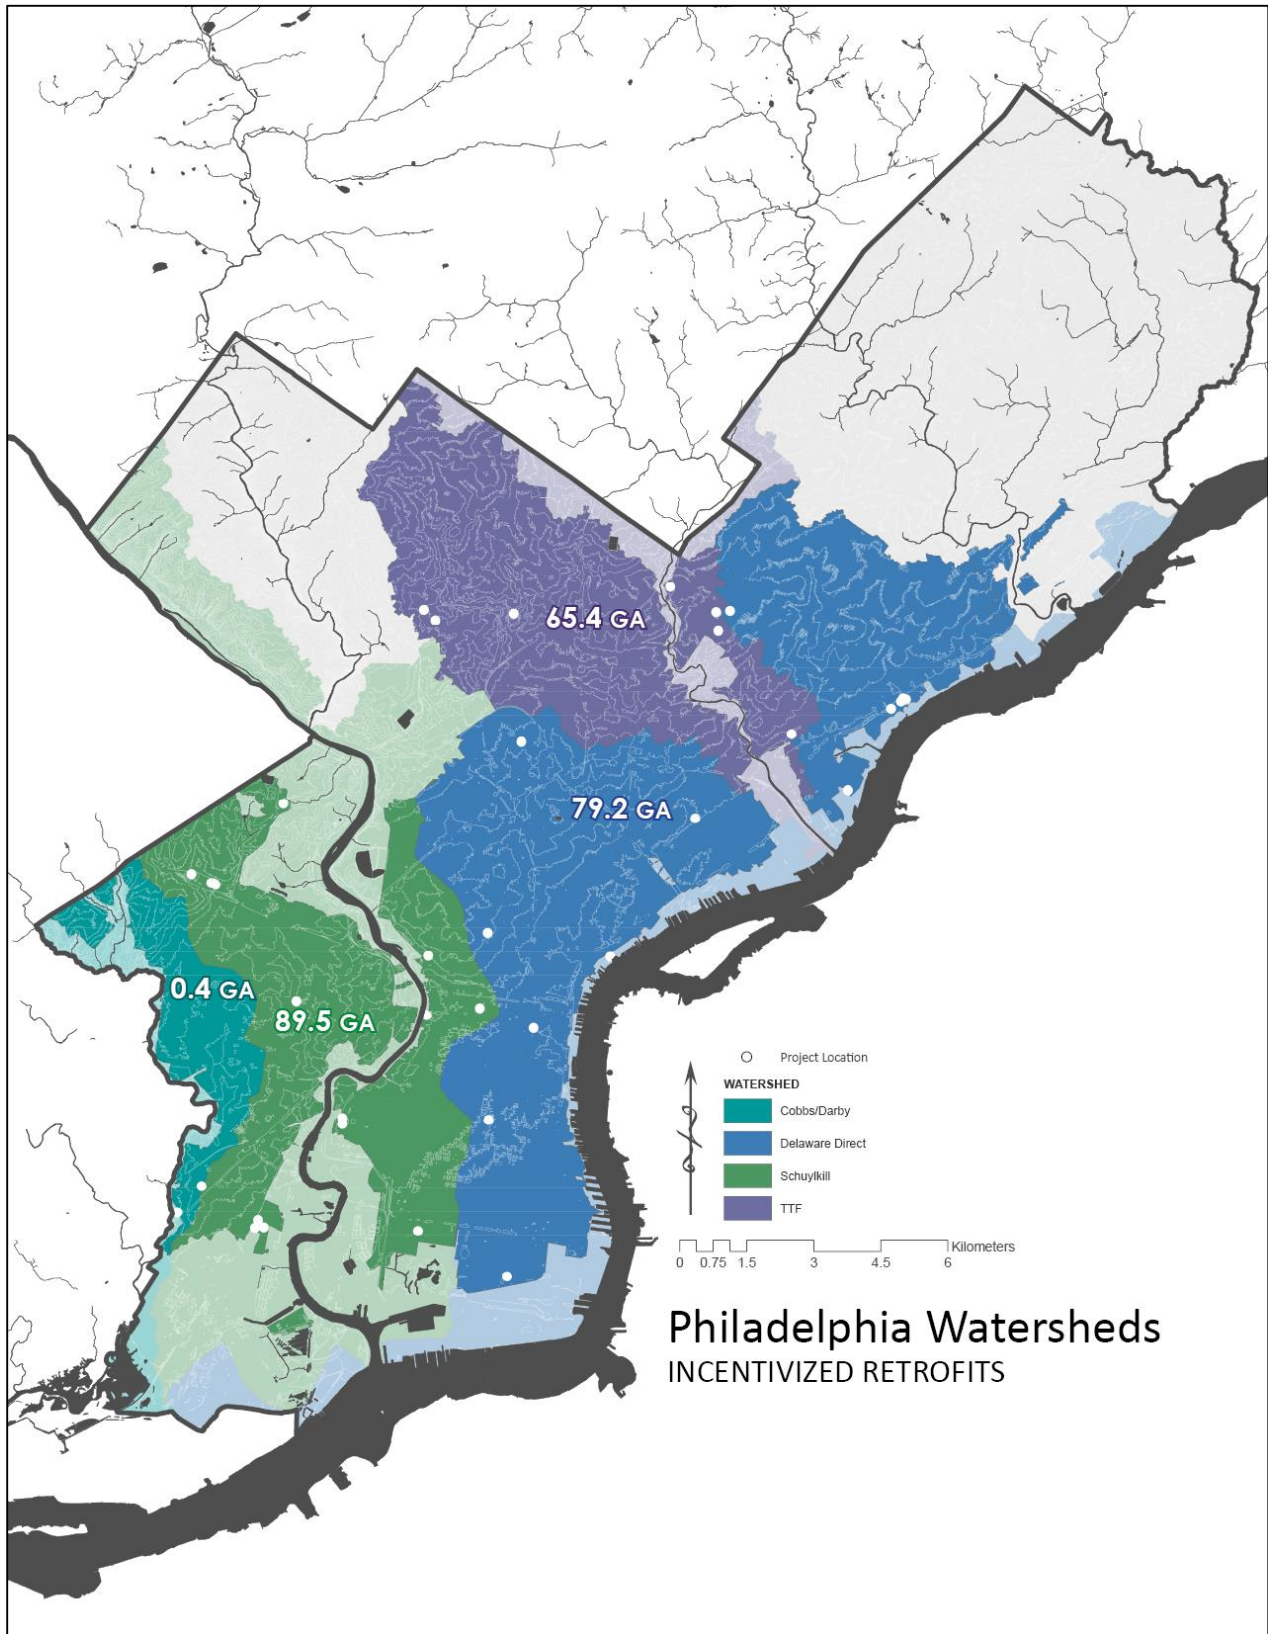 65.4 GA
79.2 GA
0.4 GA
89.5 GA
Project Location
WATERSHED
Cobbs/Darby
Delaware Direct
Schuylkill
TTF
Kilometers
0 0.75 1.5 3 4.5 6
Philadelphia Watersheds
INCENTIVIZED RETROFITS